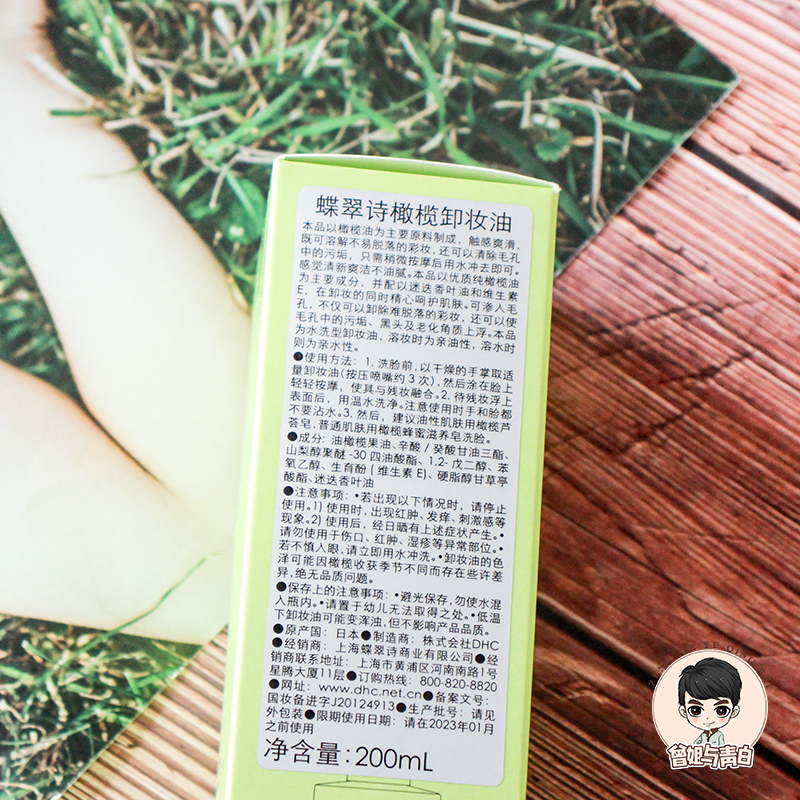 蝶翠诗橄榄卸妆油
本品以橄榄油为主要原料制成，触感爽滑，
既可溶解不易脱落的彩妆，还可以清除毛孔
中的污垢，只需稍微按摩后用水冲去即可。
感觉清新爽洁不油腻。本品以优质纯橄榄油
为主要成分，并配以迷迭香叶油和维生素
E，在卸妆的同时精心呵护肌肤。可渗入毛
孔，不仅可以卸除难脱落的彩妆，还可以使
毛孔中的污垢、黑头及老化角质上浮。本品
为水洗型卸妆油，溶妆时为亲油性，溶水时
则为亲水性。
●使用方法：1. 洗脸前，以干燥的手掌取适
量卸妆油(按压喷嘴约3次)，然后涂在脸上
轻轻按摩，使其与残妆融合。2. 待残妆浮上
表面后，用温水洗净。注意使用时手和脸都
不要沾水。3. 然后，建议油性肌肤用橄榄芦
荟皂，普通肌肤用橄榄蜂蜜滋养皂洗脸。
●成分：油橄榄果油、辛酸/癸酸甘油三酯、
山梨醇聚醚-30四油酸酯、1,2-戊二醇、苯
氧乙醇、生育酚(维生素E)、硬脂醇甘草亭
酸酯、迷迭香叶油
●注意事项：•若出现以下情况时，请停止
使用。1) 使用时，出现红肿、发痒、刺激感等
现象。2) 使用后，经日晒有上述症状产生。•
请勿使用于伤口、红肿、湿疹等异常部位。•
若不慎入眼，请立即用水冲洗。•卸妆油的色
泽可能因橄榄收获季节不同而存在些许差
异，绝无品质问题。
●保存上的注意事项：•避光保存，勿使水混
入瓶内。•请置于幼儿无法取得之处。•低温
下卸妆油可能变浑浊，但不影响产品品质。
●原产国：日本●制造商：株式会社DHC
●经销商：上海蝶翠诗商业有限公司●经
销商联系地址：上海市黄浦区河南南路1号
星腾大厦11层●订购热线：800-820-8820
●网址：www.dhc.net.cn●备案文号：
国妆备进字J20124913●生产批号：请见
外包装●限期使用日期：请在2023年01月
之前使用
净含量：200mL
曾姐与青白